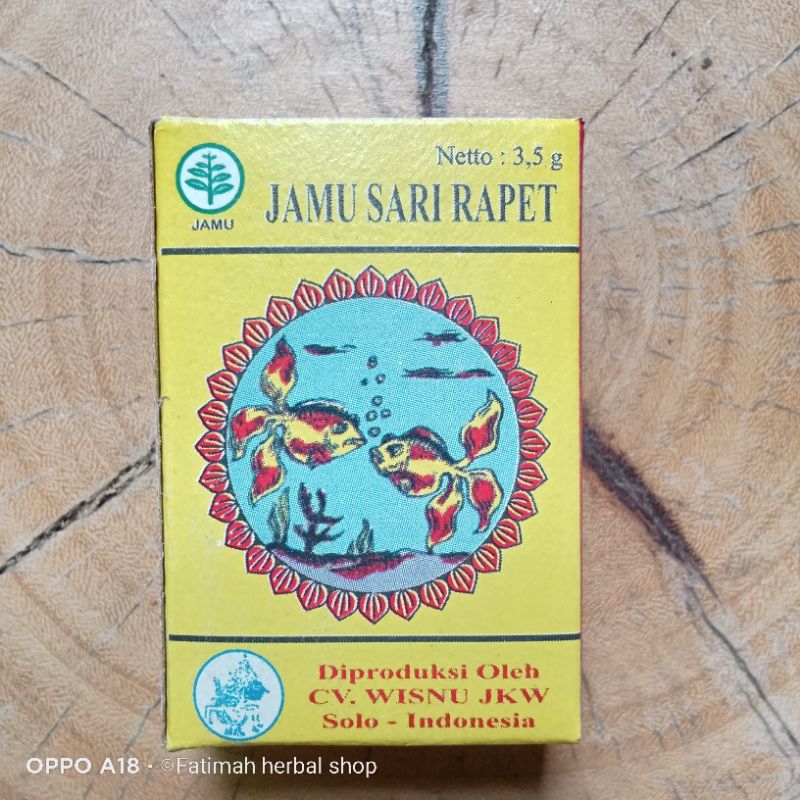 Netto : 3,5 g
JAMU SARI RAPET
JAMU
Diproduksi Oleh
CV. WISNU JKW
Solo - Indonesia
OPPO A18 - ©Fatimah herbal shop